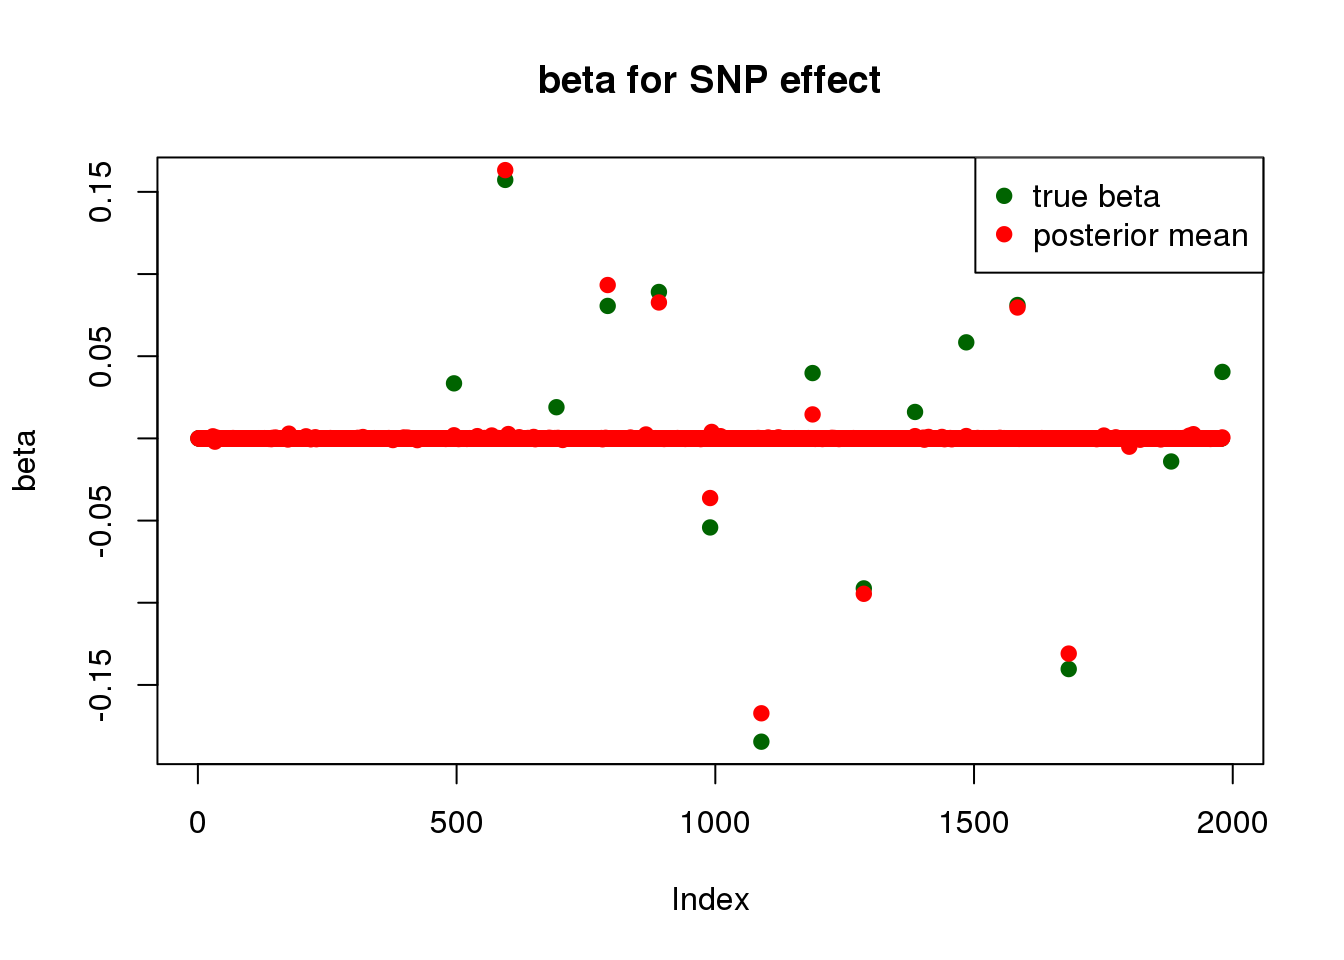 beta for SNP effect
true beta
posterior mean
0.15
0.05
-0.05
-0.15
beta
0 500 1000 1500 2000
Index